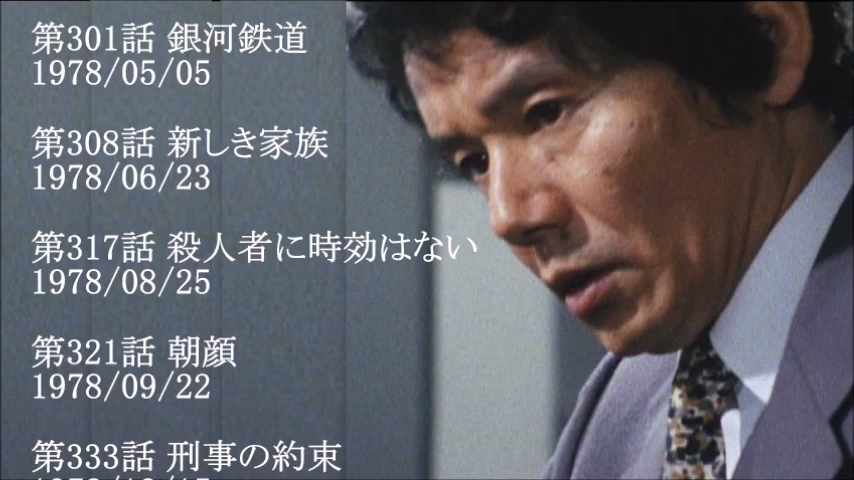 第301話 銀河鉄道
1978/05/05
第308話 新しき家族
1978/06/23
第317話 殺人者に時効はない
1978/08/25
第321話 朝顔
1978/09/22
第333話 刑事の約束